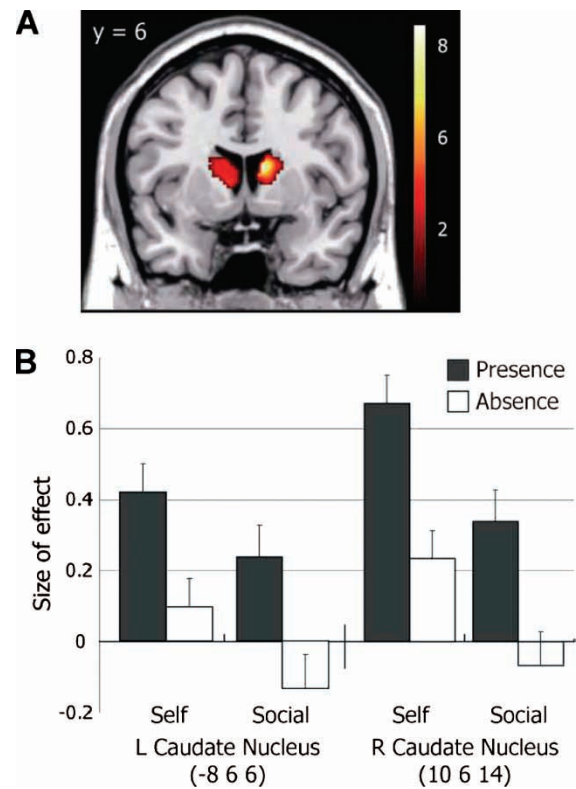 A
y = 6
8
6
2
B
0.8
0.6
0.4
0.2
0
-0.2
Size of effect
Presence
Absence
Self Social Self Social
L Caudate Nucleus R Caudate Nucleus
(-8 6 6) (10 6 14)